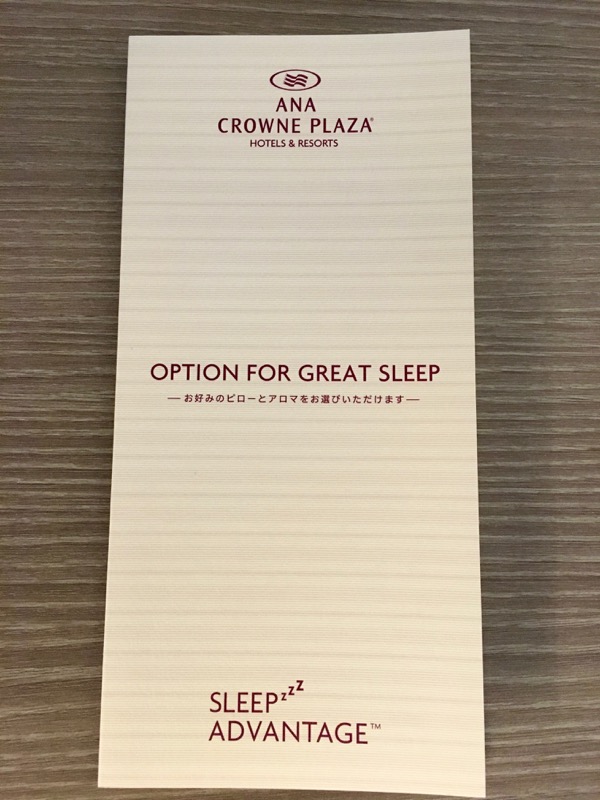 ANA
CROWNE PLAZA®
HOTELS & RESORTS
OPTION FOR GREAT SLEEP
― お好みのピローとアロマをお選びいただけます ―
SLEEPzzZ
ADVANTAGE™